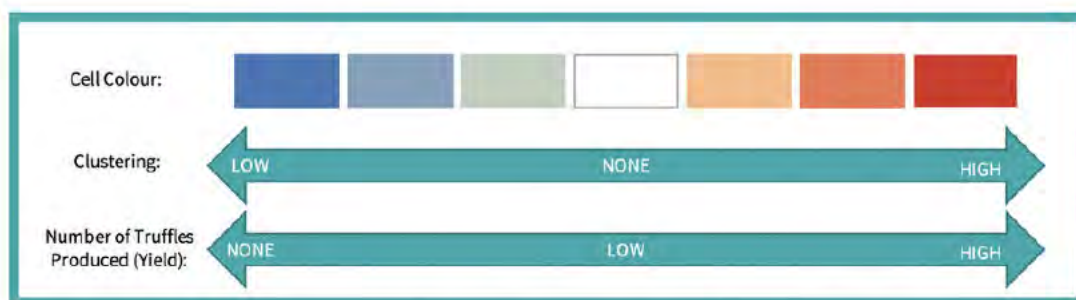 Cell Colour:
Clustering:
LOW NONE HIGH
Number of Truffles
Produced (Yield):
NONE LOW HIGH